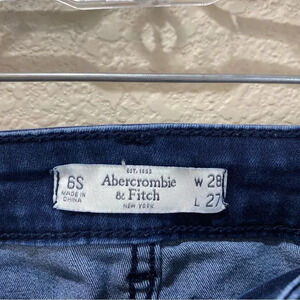 EST. 1892
6S
MADE IN
CHINA
Abercrombie
& Fitch
NEW YORK
W 28
L 27